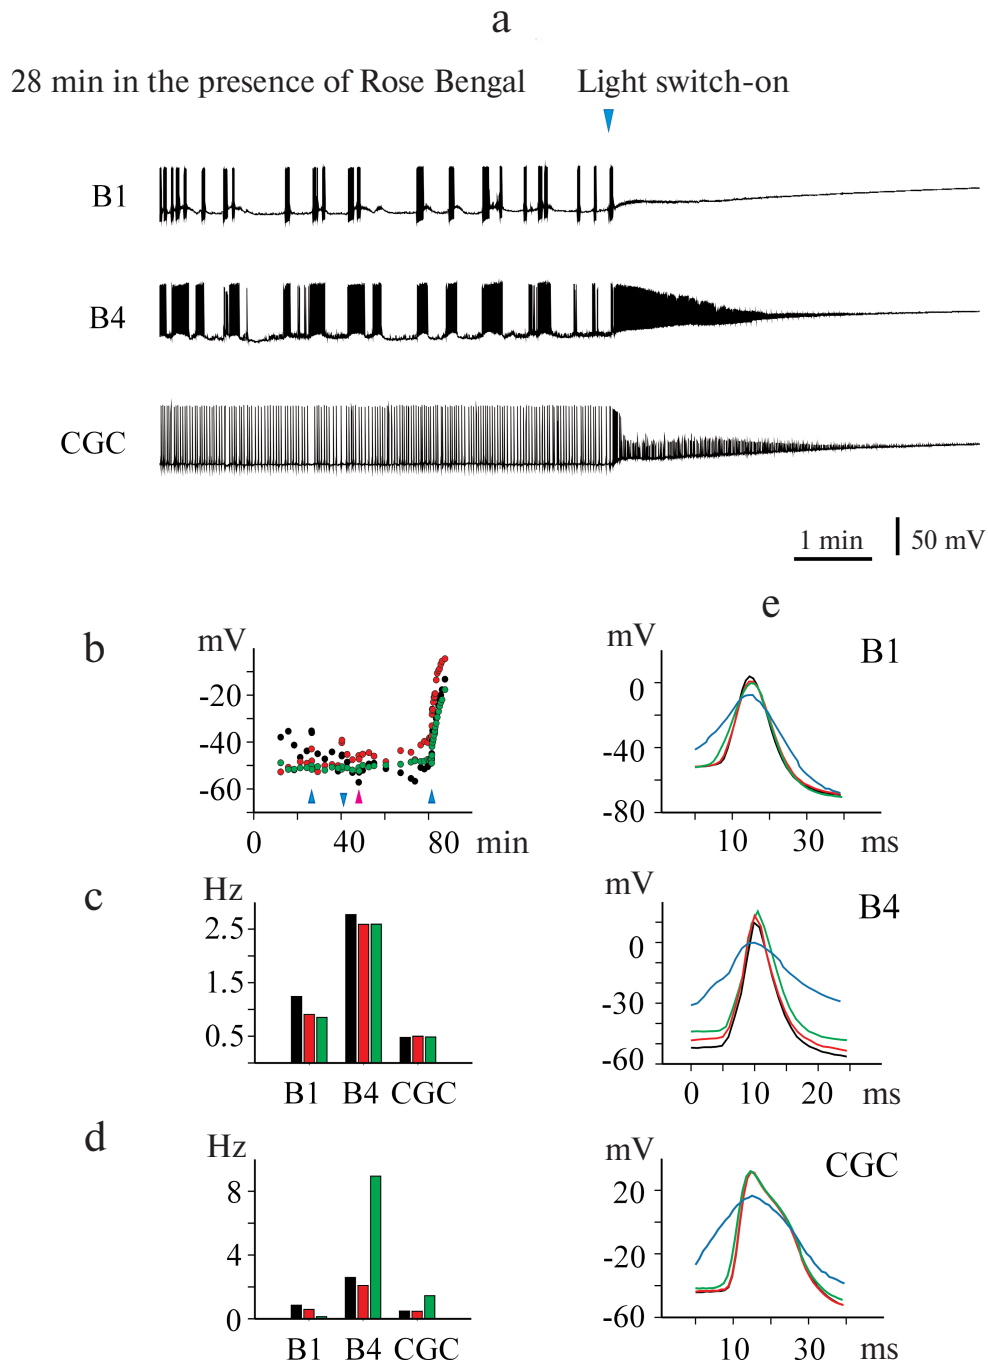 a
28 min in the presence of Rose Bengal Light switch-on
B1
B4
CGC
1 min 50 mV
b
mV
-20
-40
-60
0 40 80 min
c
Hz
2.5
1.5
0.5
B1 B4 CGC
d
Hz
8
4
0
B1 B4 CGC
e
mV B1
0
-40
-80
10 30 ms
mV B4
0
-30
-60
0 10 20 ms
mV CGC
20
-20
-60
10 30 ms